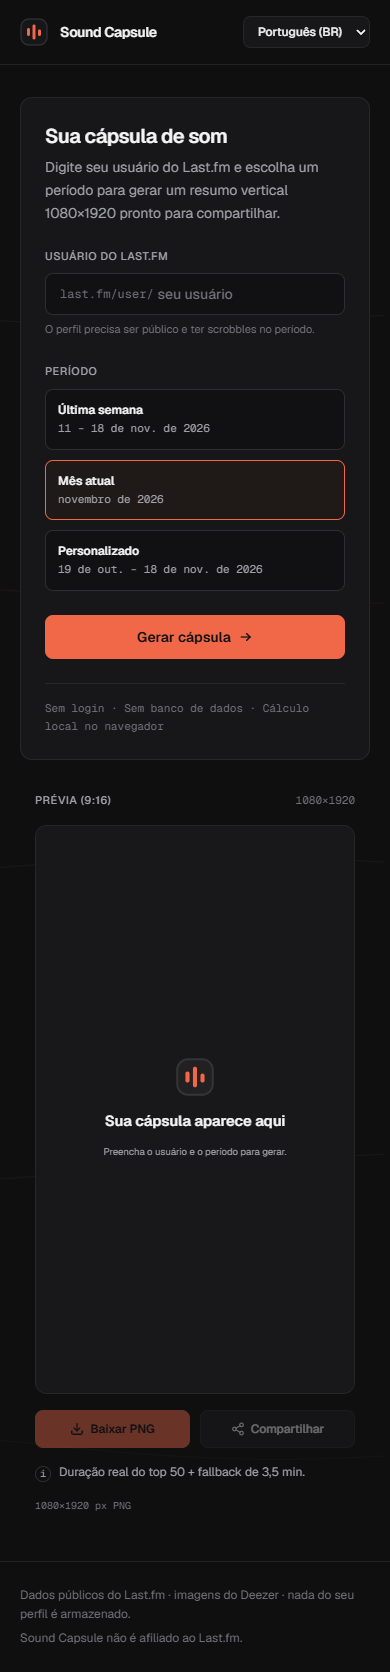 Sound Capsule
Português (BR)
Sua cápsula de som
Digite seu usuário do Last.fm e escolha um
período para gerar um resumo vertical
1080×1920 pronto para compartilhar.
USUÁRIO DO LAST.FM
last.fm/user/ seu usuário
O perfil precisa ser público e ter scrobbles no período.
PERÍODO
Última semana
11 – 18 de nov. de 2026
Mês atual
novembro de 2026
Personalizado
19 de out. – 18 de nov. de 2026
Gerar cápsula →
Sem login · Sem banco de dados · Cálculo
local no navegador
PRÉVIA (9:16)
1080×1920
Sua cápsula aparece aqui
Preencha o usuário e o período para gerar.
Baixar PNG
Compartilhar
i Duração real do top 50 + fallback de 3,5 min.
1080×1920 px PNG
Dados públicos do Last.fm · imagens do Deezer · nada do seu
perfil é armazenado.
Sound Capsule não é afiliado ao Last.fm.